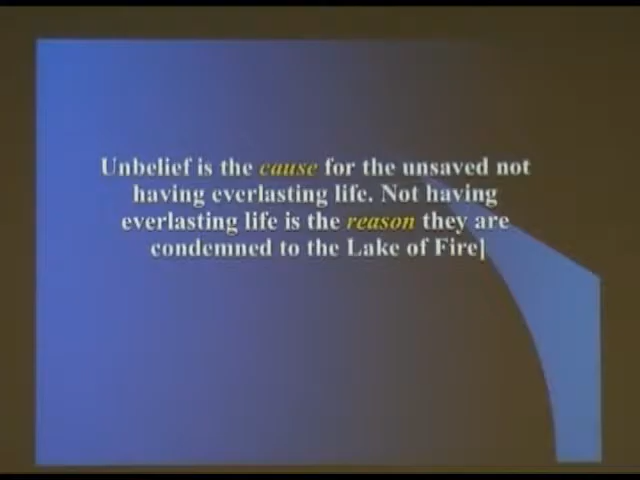 Unbelief is the cause for the unsaved not
having everlasting life. Not having
everlasting life is the reason they are
condemned to the Lake of Fire]